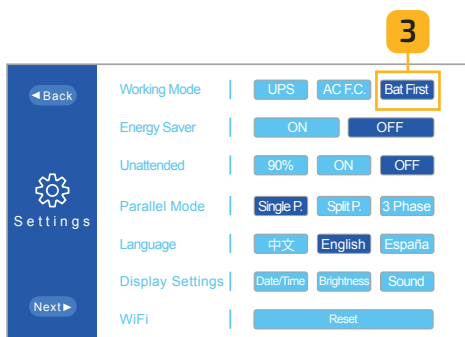 3
◄Back
Working Mode UPS AC F.C. Bat First
Energy Saver ON OFF
Unattended 90% ON OFF
Settings
Parallel Mode Single P. Split P. 3 Phase
Language 中文 English España
Display Settings Date/Time Brightness Sound
Next►
WiFi Reset